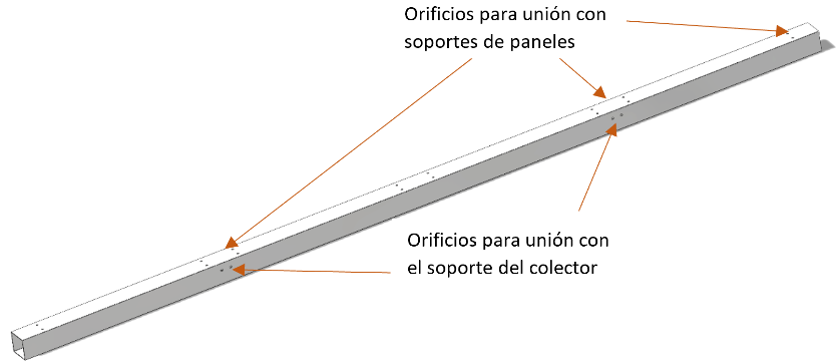 Orificios para unión con
soportes de paneles
Orificios para unión con
el soporte del colector